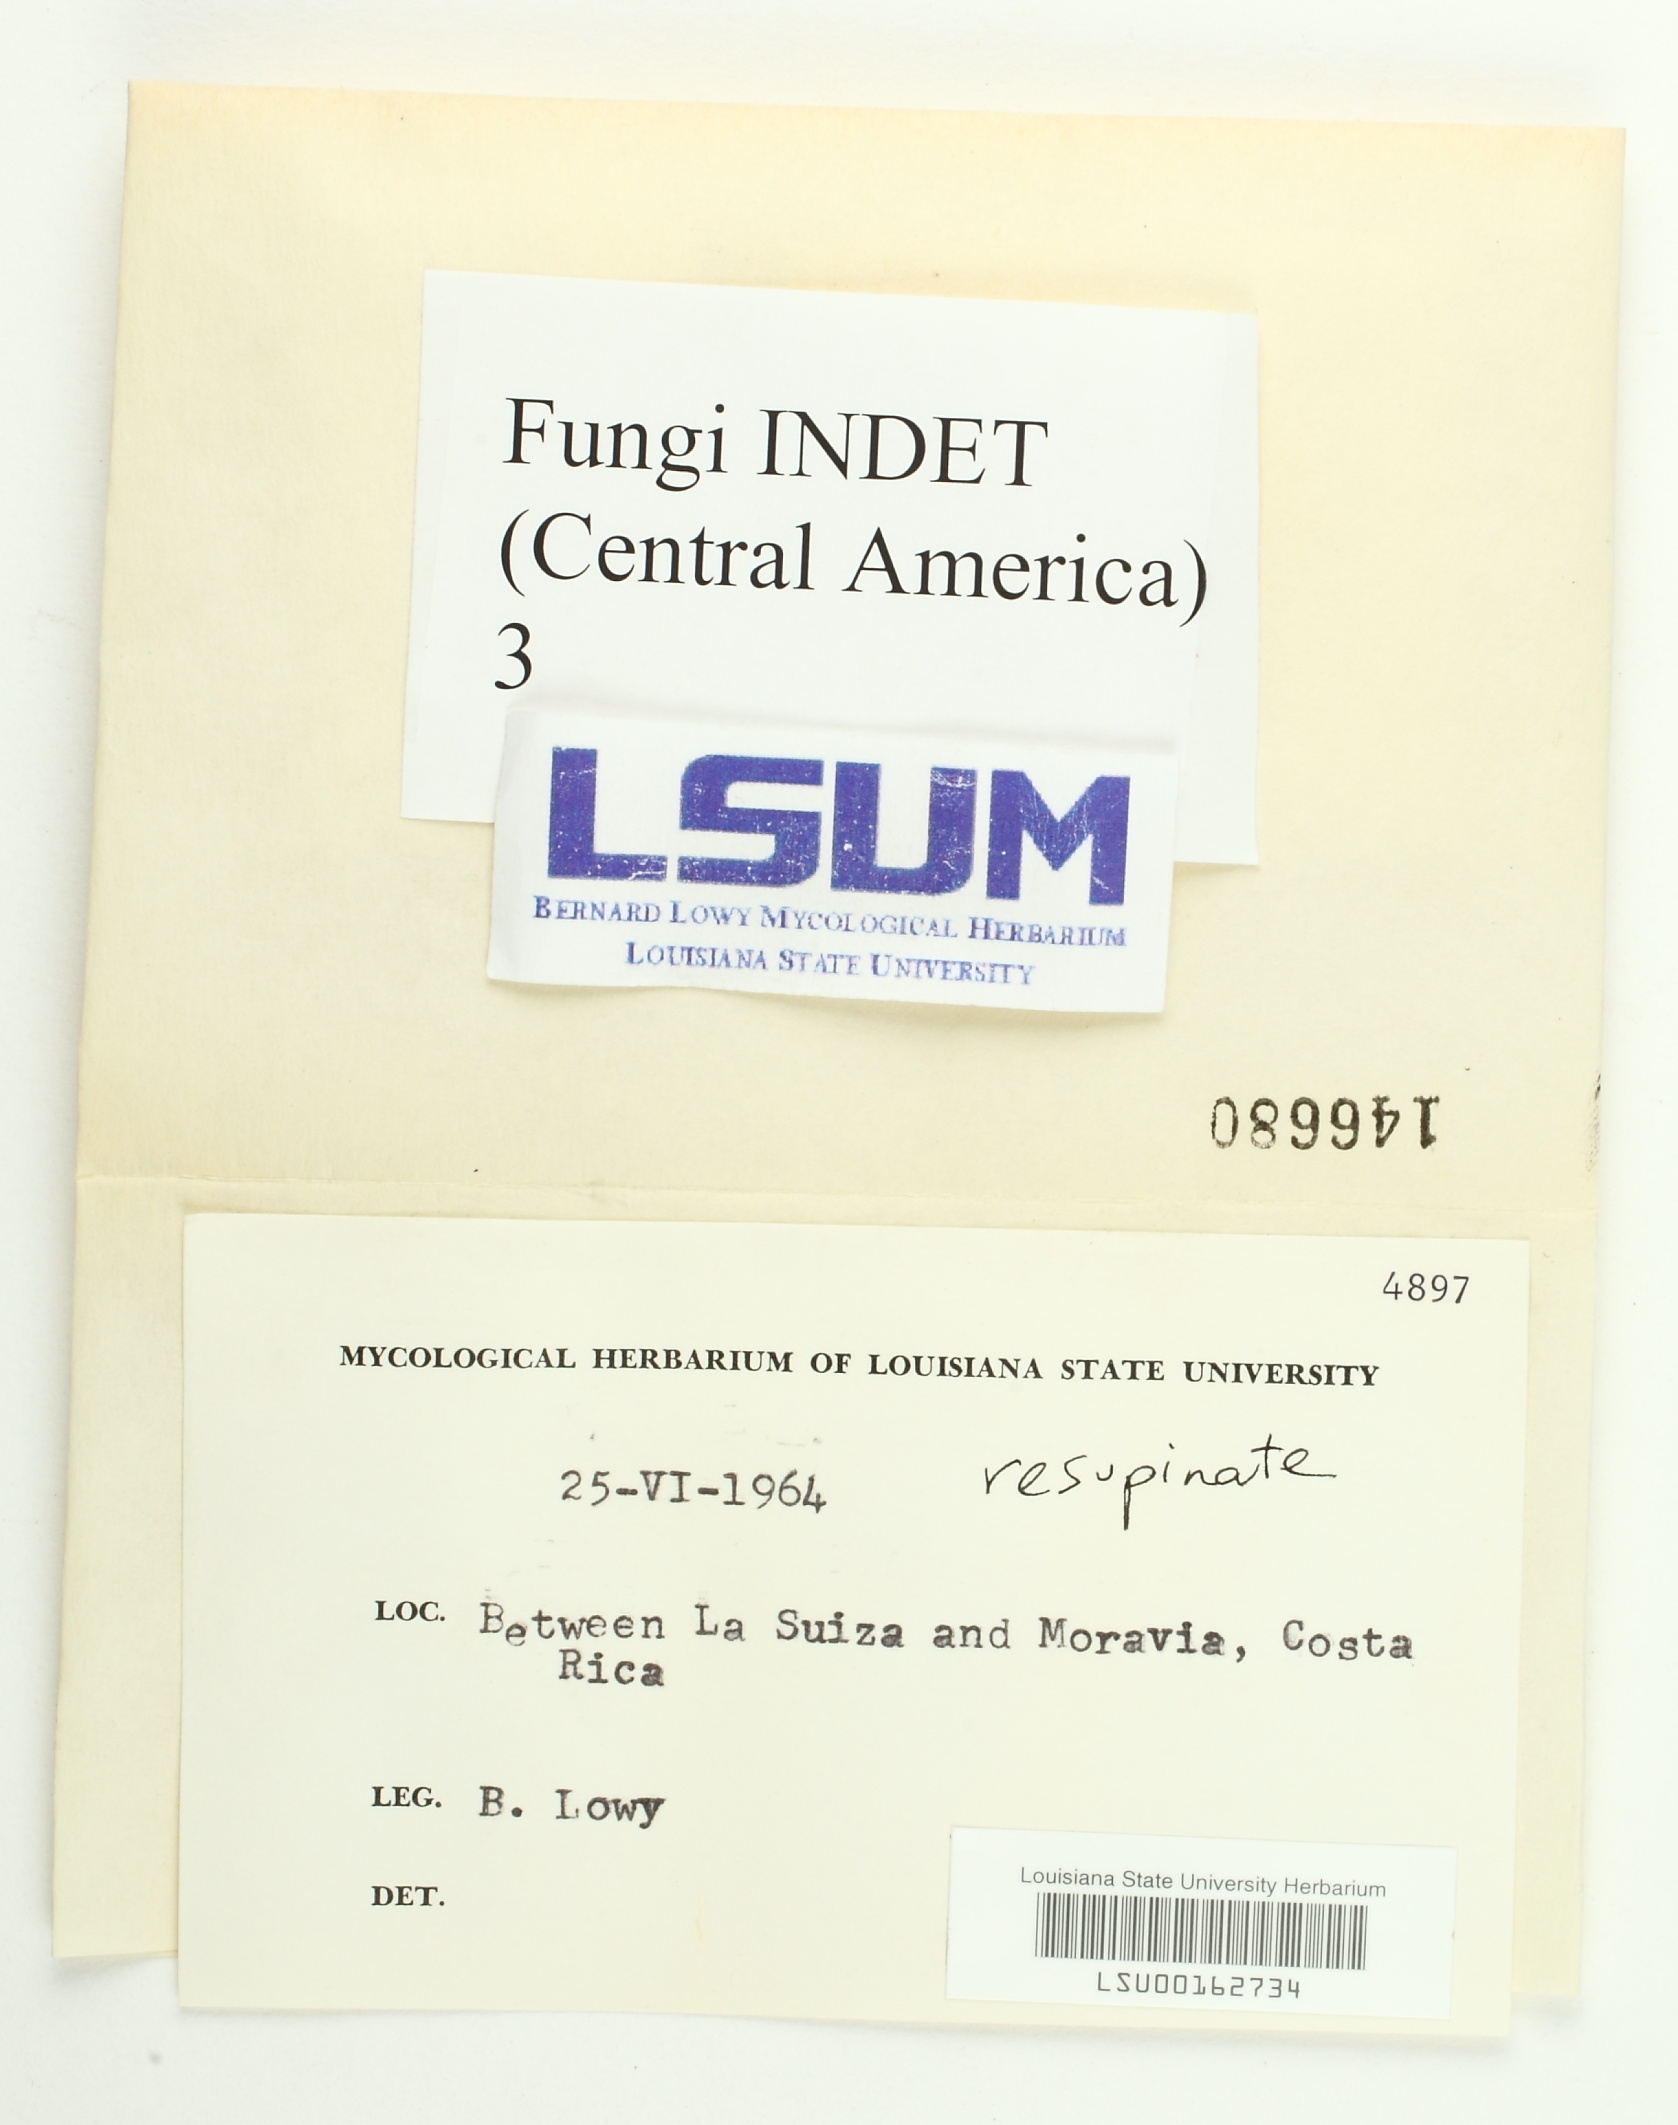 Fungi INDET
(Central America)
3
LSUM
BERNARD LOWY MYCOLOGICAL HERBARIUM
LOUISIANA STATE UNIVERSITY
146680
4897
MYCOLOGICAL HERBARIUM OF LOUISIANA STATE UNIVERSITY
25-VI-1964 resupinate
LOC. Between La Suiza and Moravia, Costa
Rica
LEG. B. Lowy
DET.
Louisiana State University Herbarium
LSU00162734